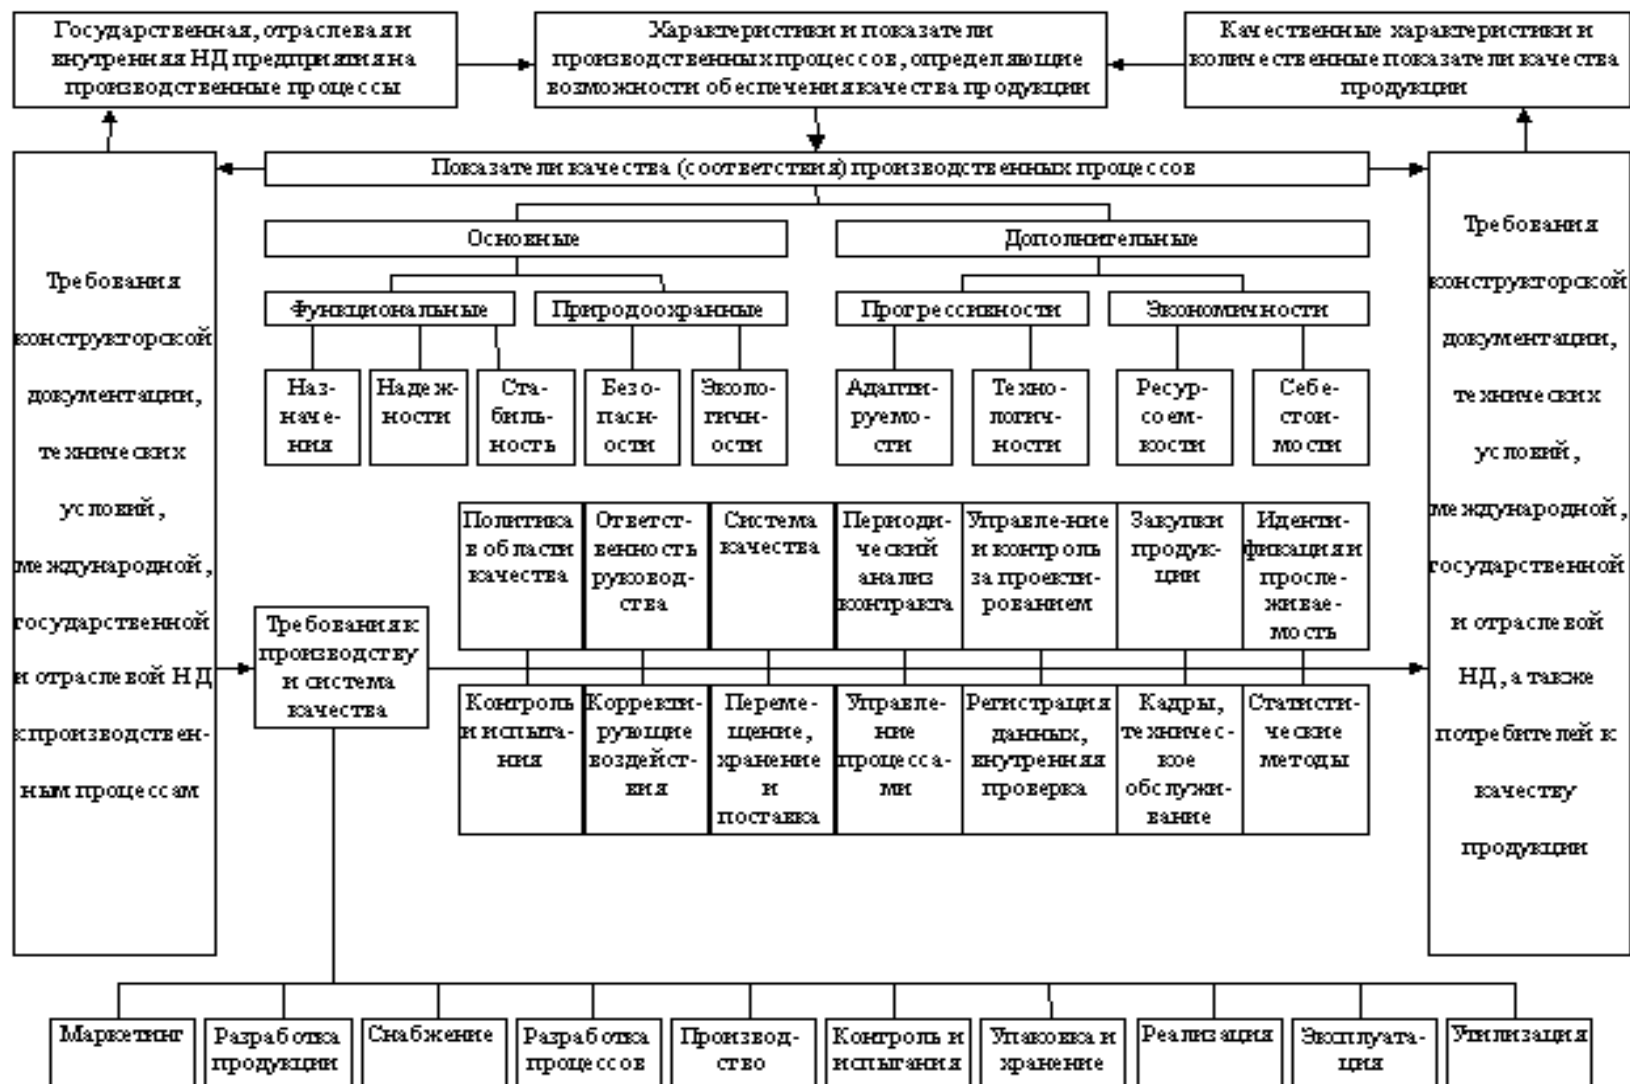 Государственная, отраслевая и
внутренняя НД предприятия на
производственные процессы
Характеристики и показатели
производственных процессов, определяющие
возможности обеспечения качества продукции
Качественные характеристики и
количественные показатели качества
продукции
Показатели качества (соответствия) производственных процессов
Основные
Дополнительные
Функциональные
Природоохранные
Прогрессивности
Экономичности
Наз-
наче-
ния
Надеж-
ности
Ста-
биль-
ность
Безо-
пасн-
ости
Эколо-
гичн-
ости
Адапти-
руемо-
сти
Техно-
логич-
ности
Ресур-
соем-
кости
Себе-
стои-
мости
Требования
конструкторской
документации,
технических
условий,
международной,
государственной
и отраслевой НД
к производствен-
ным процессам
Требования к
производству
и система
качества
Политика
в области
качества
Ответст-
венность
руковод-
ства
Система
качества
Периоди-
ческий
анализ
контракта
Управле-ние
и контроль
за проекти-
рованием
Закупки
продук-
ции
Иденти-
фикация и
просле-
живае-
мость
Контроль
и испыта-
ния
Корректи-
рующие
воздейст-
вия
Переме-
щение,
хранение
и
поставка
Управле-
ние
процесса-
ми
Регистрация
данных,
внутренняя
проверка
Кадры,
техничес-
кое
обслужи-
вание
Статисти-
ческие
методы
Требования
конструкторской
документации,
технических
условий,
международной,
государственной
и отраслевой
НД, а также
потребителей к
качеству
продукции
Маркетинг
Разработка
продукции
Снабжение
Разработка
процессов
Производ-
ство
Контроль и
испытания
Упаковка и
хранение
Реализация
Эксплуата-
ция
Утилизация